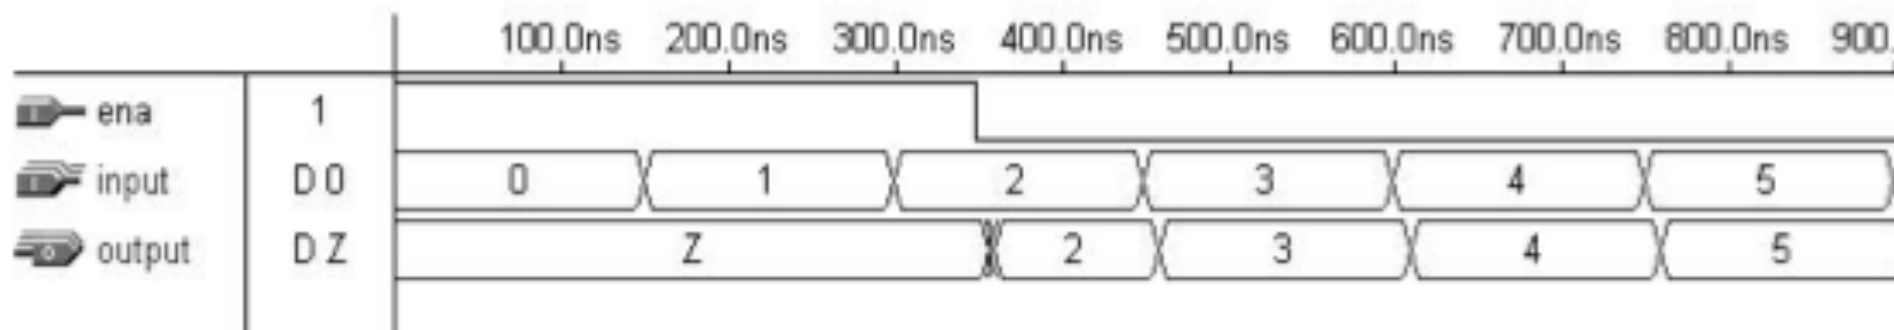 100.0ns 200.0ns 300.0ns 400.0ns 500.0ns 600.0ns 700.0ns 800.0ns 900.
ena 1
input D 0 0 1 2 3 4 5
output D Z Z 2 3 4 5